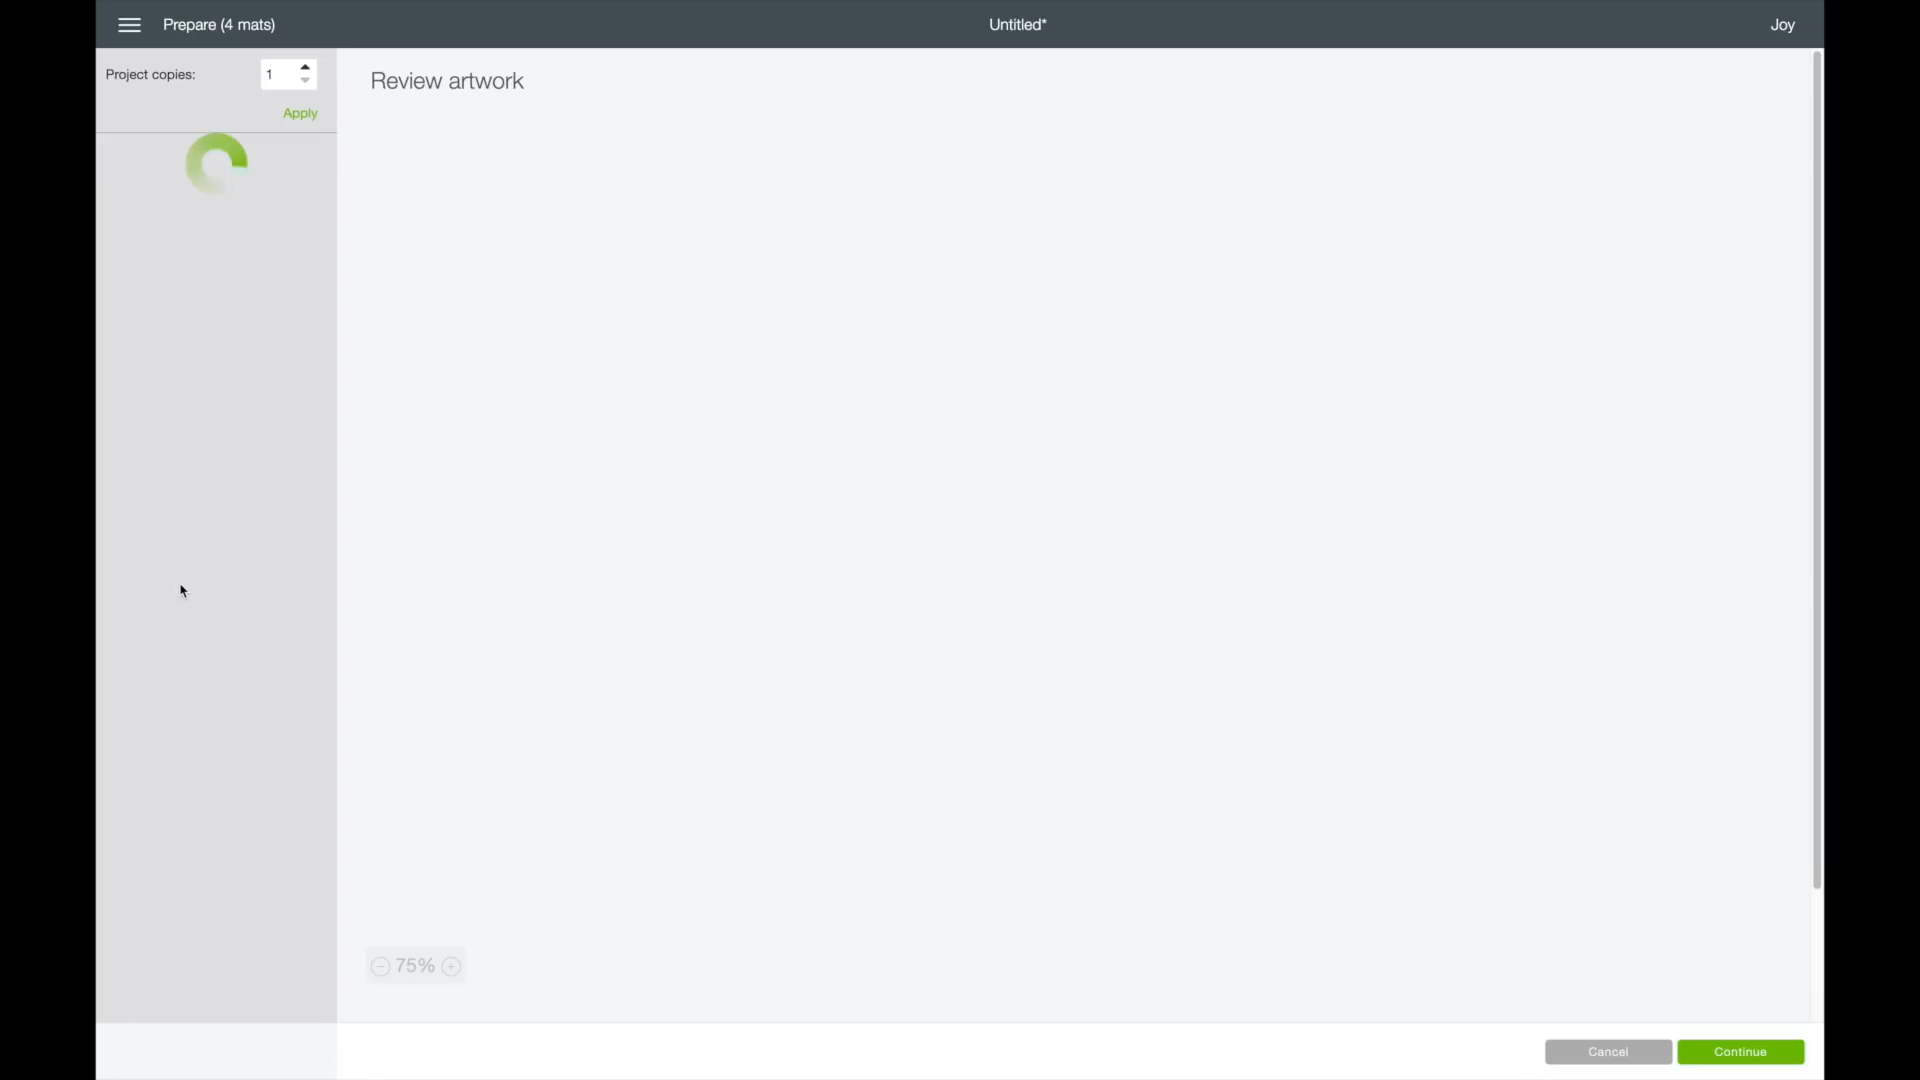 Prepare (4 mats)
Untitled*
Joy
Project copies:
1
Apply
Review artwork
75%
Cancel
Continue